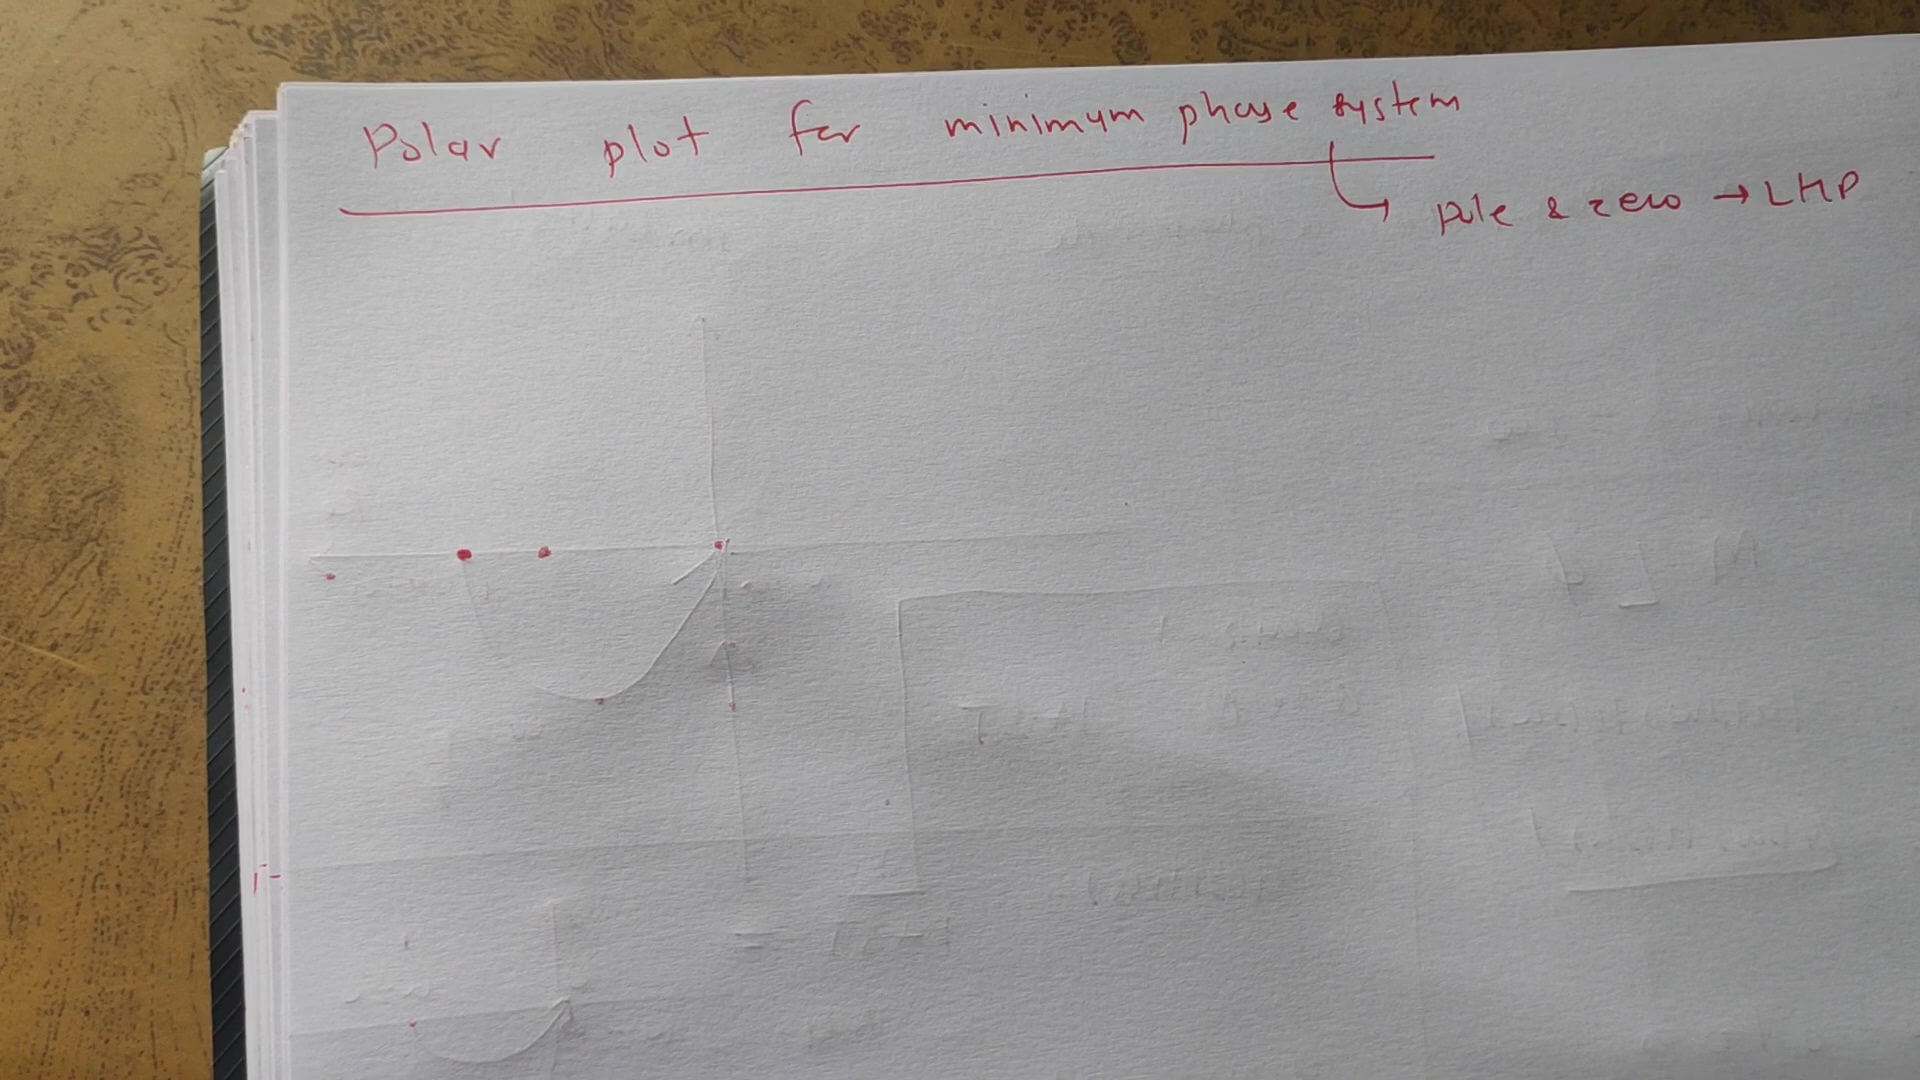 Polar plot for minimum phase system
pole & zero → LHP